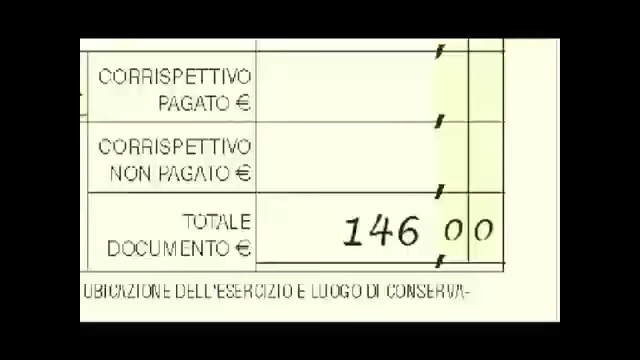 CORRISPETTIVO
PAGATO €
CORRISPETTIVO
NON PAGATO €
TOTALE
DOCUMENTO € 146,00
UBICAZIONE DELL'ESERCIZIO E LUOGO DI CONSERVA-